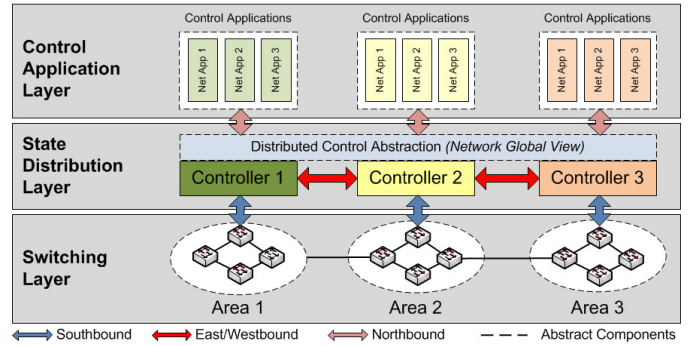 Control Applications Control Applications Control Applications
Control
Application
Layer
Net App 1 Net App 2 Net App 3 Net App 1 Net App 2 Net App 3 Net App 1 Net App 2 Net App 3
State
Distribution
Layer
Distributed Control Abstraction (Network Global View)
Controller 1 Controller 2 Controller 3
Switching
Layer
Area 1 Area 2 Area 3
Southbound East/Westbound Northbound Abstract Components